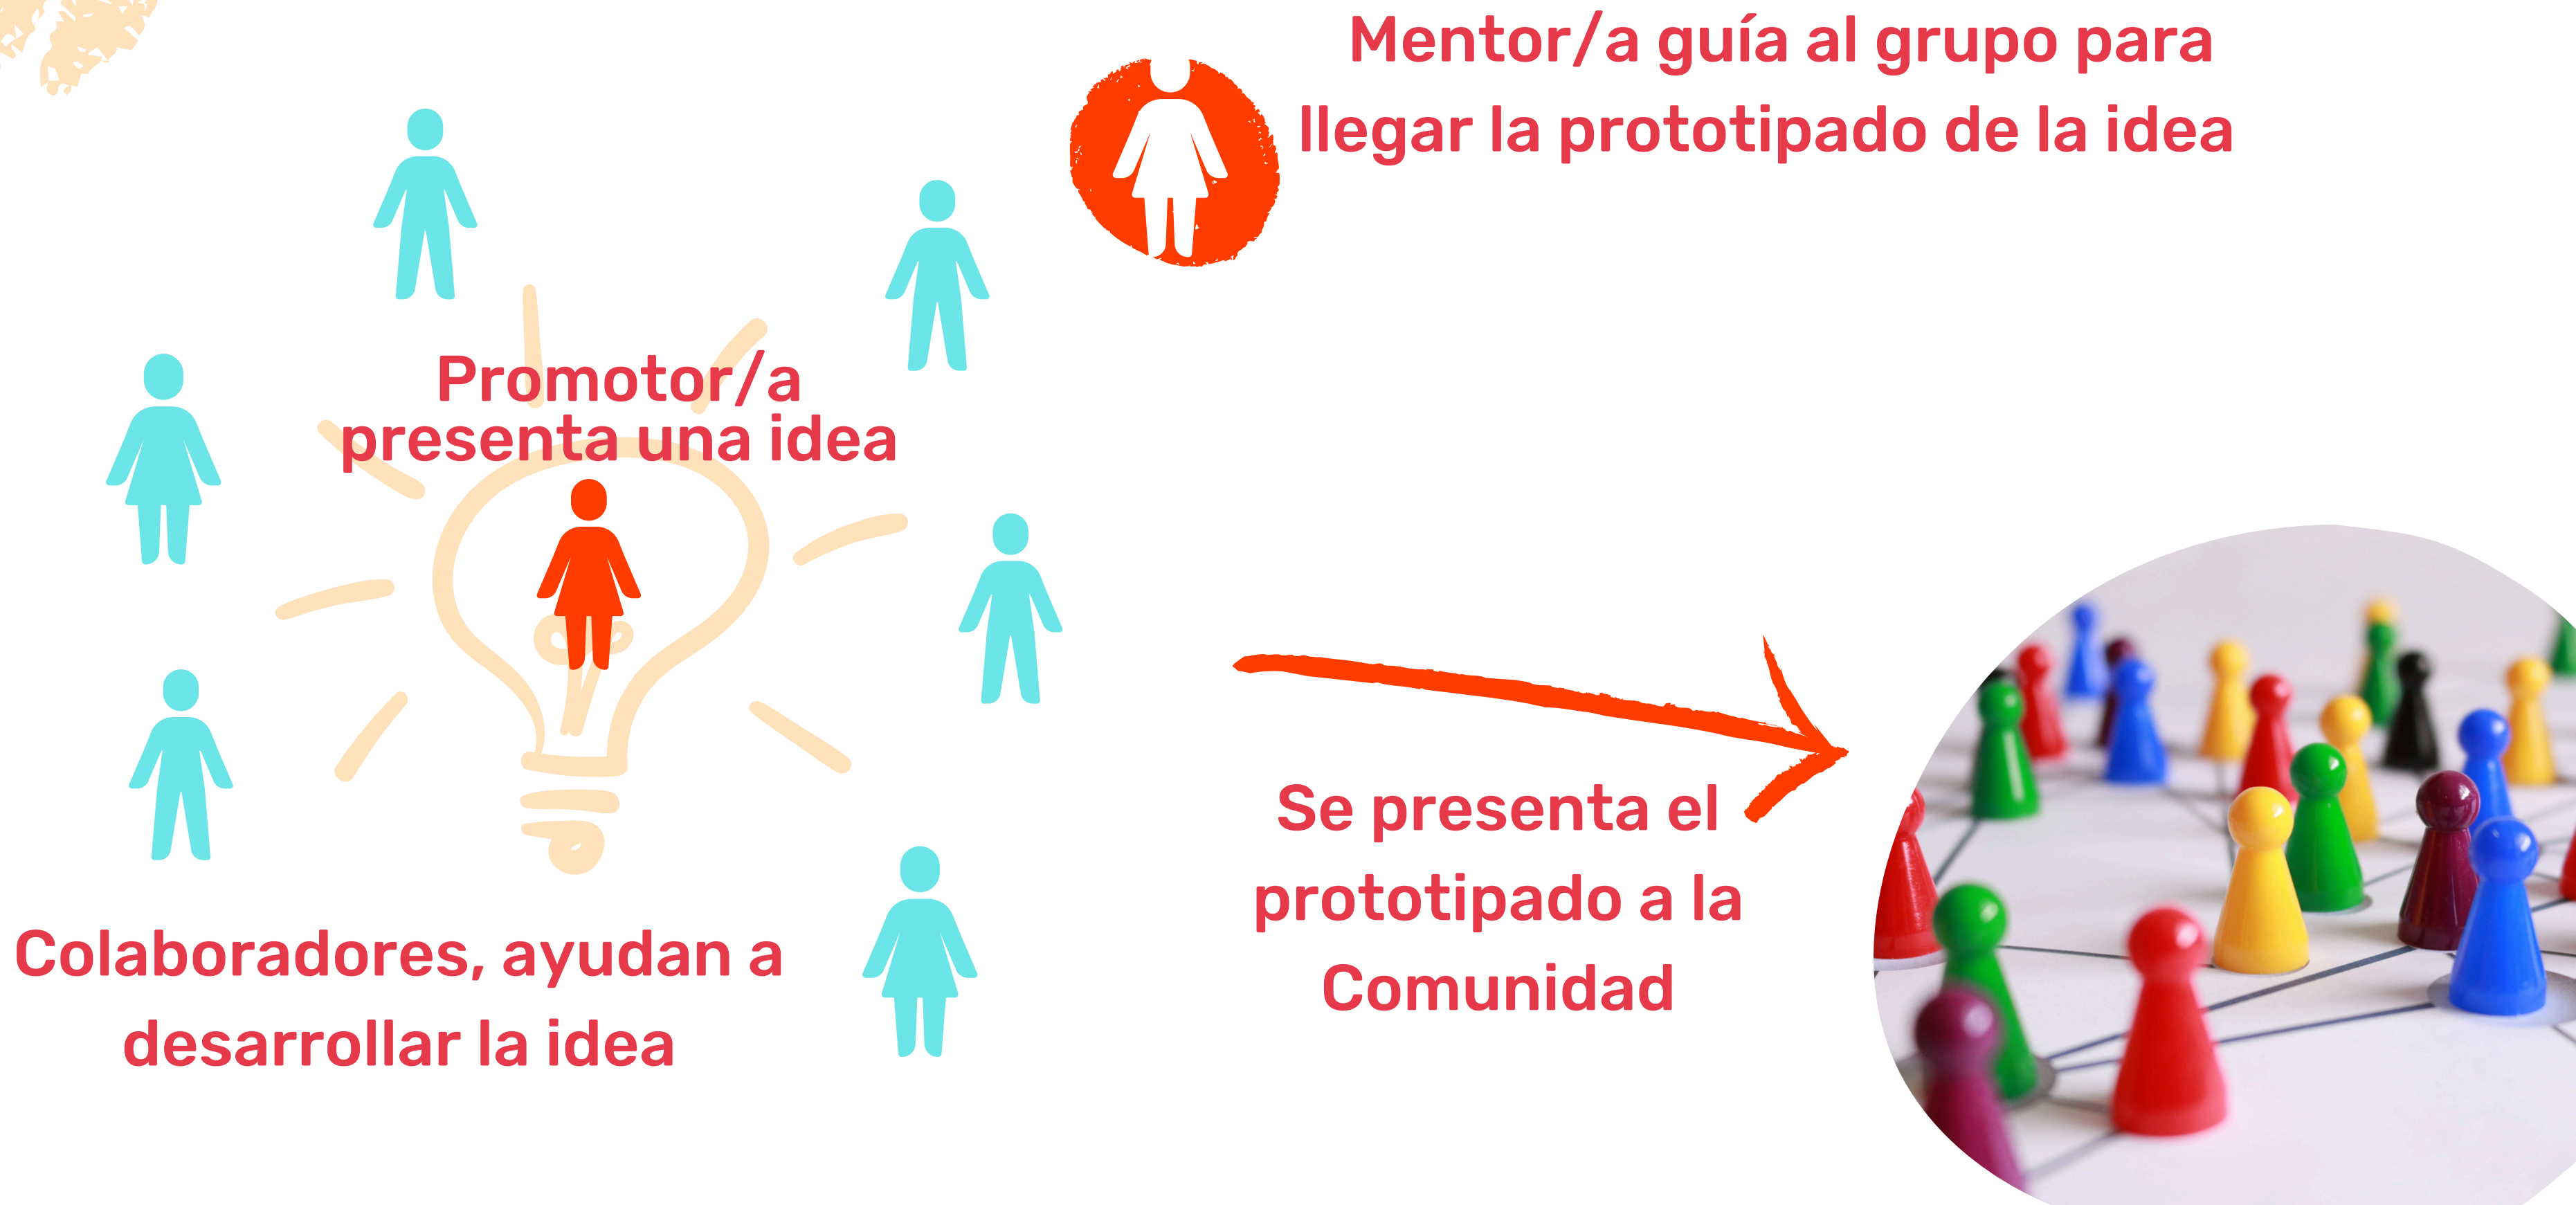 Mentor/a guía al grupo para
llegar la prototipado de la idea
Promotor/a
presenta una idea
Se presenta el
prototipado a la
Comunidad
Colaboradores, ayudan a
desarrollar la idea